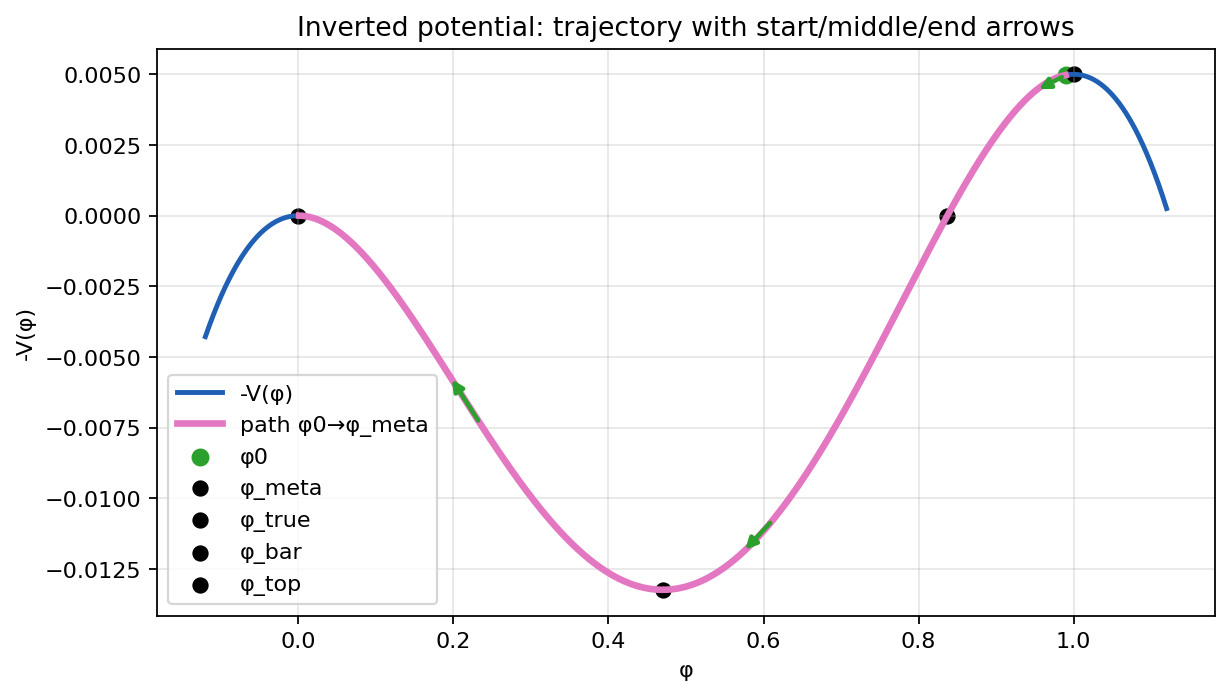 Inverted potential: trajectory with start/middle/end arrows
0.0050
0.0025
0.0000
−0.0025
−0.0050
−0.0075
−0.0100
−0.0125
-V(φ)
-V(φ)
path φ0→φ_meta
φ0
φ_meta
φ_true
φ_bar
φ_top
0.0 0.2 0.4 0.6 0.8 1.0
φ